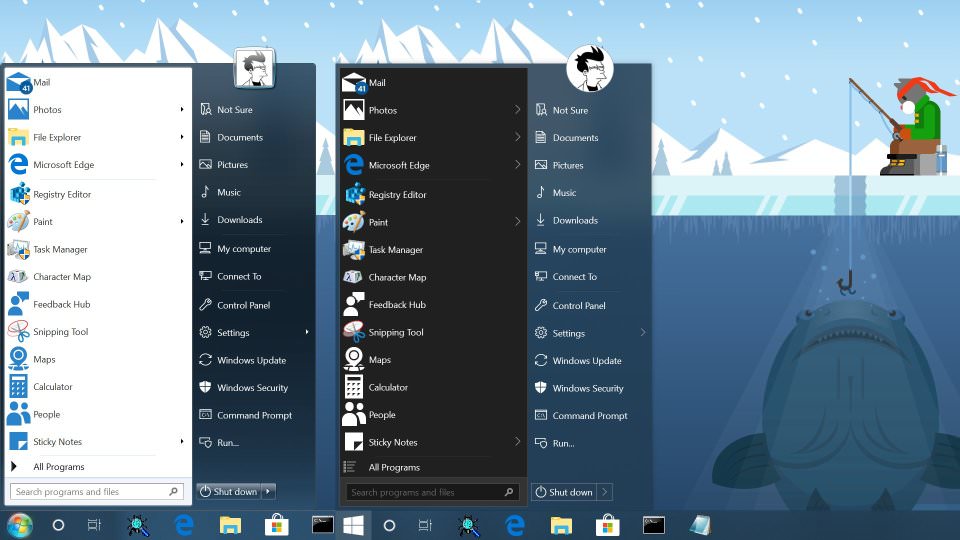 41
Mail
Photos
File Explorer
Microsoft Edge
Registry Editor
Paint
Task Manager
Character Map
Feedback Hub
Snipping Tool
Maps
Calculator
People
Sticky Notes
All Programs
Search programs and files
Not Sure
Documents
Pictures
Music
Downloads
My computer
Connect To
Control Panel
Settings
Windows Update
Windows Security
Command Prompt
Run...
Shut down
41
Mail
Photos
File Explorer
Microsoft Edge
Registry Editor
Paint
Task Manager
Character Map
Feedback Hub
Snipping Tool
Maps
Calculator
People
Sticky Notes
All Programs
Search programs and files
Not Sure
Documents
Pictures
Music
Downloads
My computer
Connect To
Control Panel
Settings
Windows Update
Windows Security
Command Prompt
Run...
Shut down